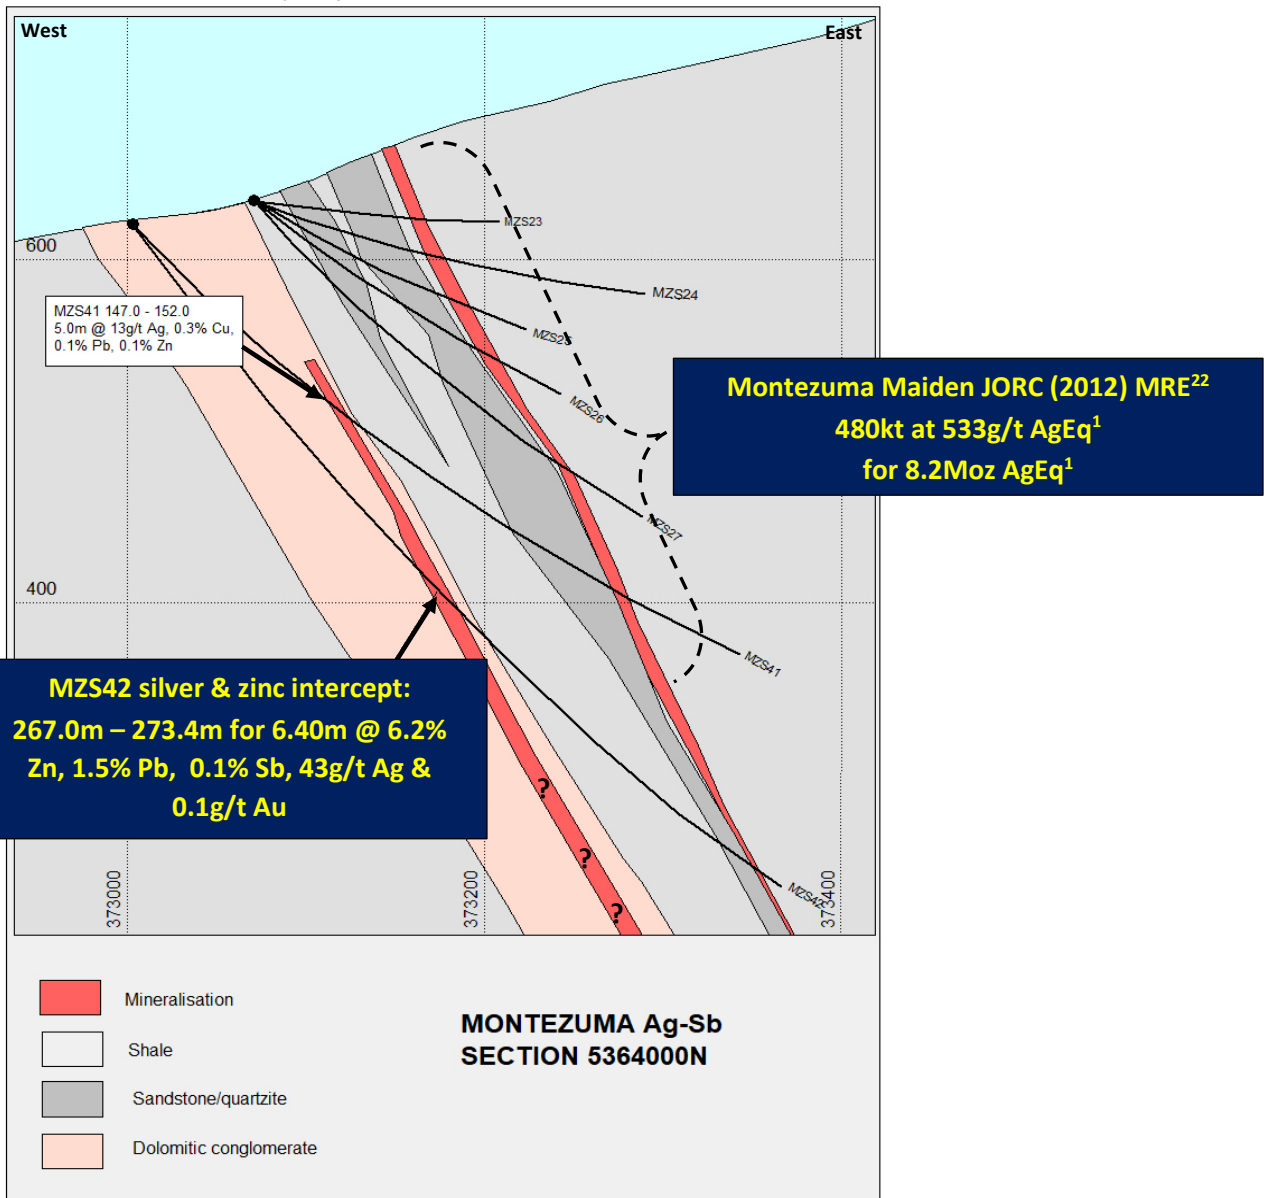 West
East
600
MZS23
MZS24
MZS41 147.0 - 152.0
5.0m @ 13g/t Ag, 0.3% Cu,
0.1% Pb, 0.1% Zn
MZS25
MZS26
Montezuma Maiden JORC (2012) MRE22
480kt at 533g/t AgEq1
for 8.2Moz AgEq1
MZS27
400
MZS41
MZS42 silver & zinc intercept:
267.0m – 273.4m for 6.40m @ 6.2%
Zn, 1.5% Pb, 0.1% Sb, 43g/t Ag &
0.1g/t Au
?
?
?
MZS42
373000
373200
373400
Mineralisation
Shale
Sandstone/quartzite
Dolomitic conglomerate
MONTEZUMA Ag-Sb
SECTION 5364000N